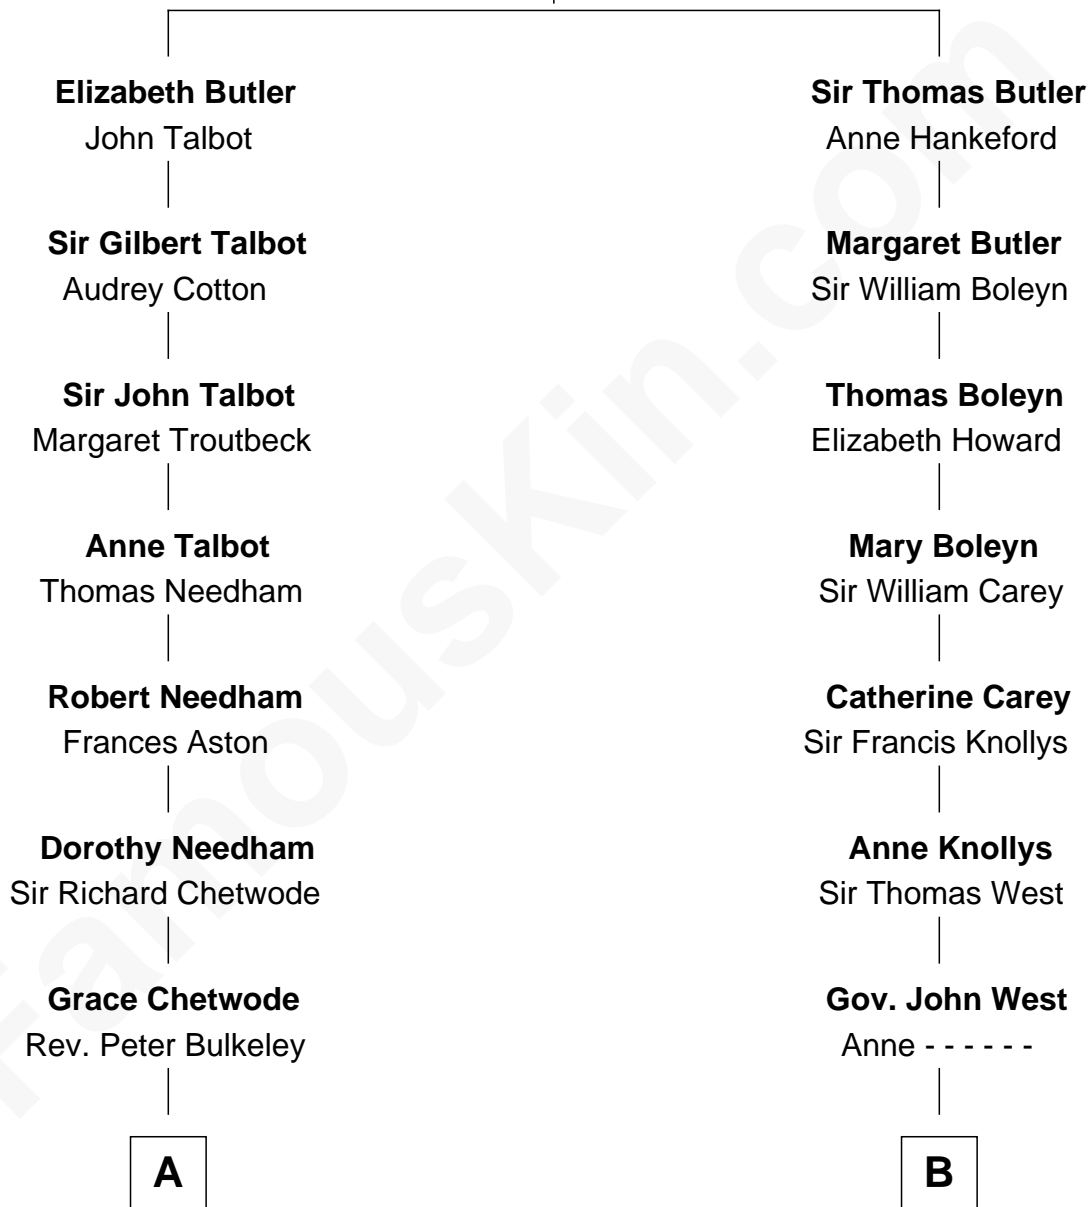 Elizabeth Butler
John Talbot
Sir Gilbert Talbot
Audrey Cotton
Sir John Talbot
Margaret Troutbeck
Anne Talbot
Thomas Needham
Robert Needham
Frances Aston
Dorothy Needham
Sir Richard Chetwode
Grace Chetwode
Rev. Peter Bulkeley
A
Sir Thomas Butler
Anne Hankeford
Margaret Butler
Sir William Boleyn
Thomas Boleyn
Elizabeth Howard
Mary Boleyn
Sir William Carey
Catherine Carey
Sir Francis Knollys
Anne Knollys
Sir Thomas West
Gov. John West
Anne - - - - - -
B
FamousKin.com